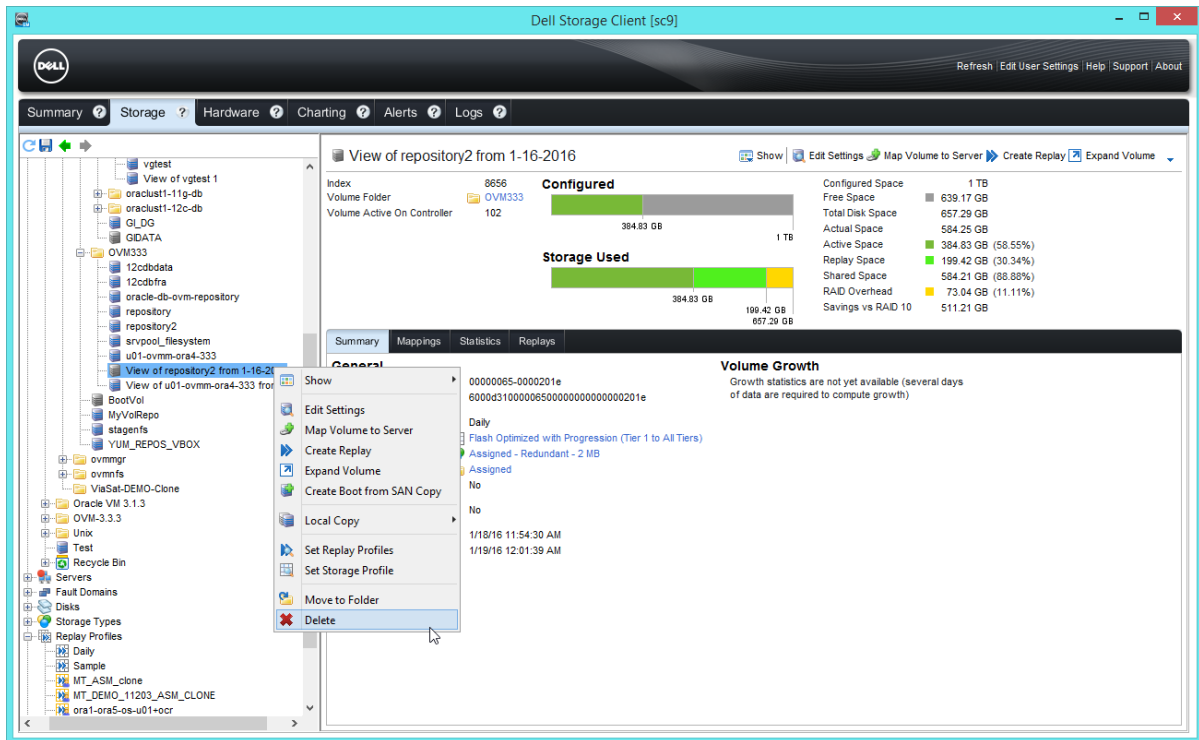 Dell Storage Client [sc9]
DELL
Refresh | Edit User Settings | Help | Support | About
Summary ? Storage ? Hardware ? Charting ? Alerts ? Logs ?
vgtest
View of vgtest 1
oraclust1-11g-db
oraclust1-12c-db
GI_DG
GIDATA
OVM333
12cdbdata
12cdbfra
oracle-db-ovm-repository
repository
repository2
srvpool_filesystem
u01-ovmm-ora4-333
View of repository2 from 1-16-20
View of u01-ovmm-ora4-333 fror
BootVol
MyVolRepo
stagenfs
YUM_REPOS_VBOX
ovmmgr
ovmnfs
ViaSat-DEMO-Clone
Oracle VM 3.1.3
OVM-3.3.3
Unix
Test
Recycle Bin
Servers
Fault Domains
Disks
Storage Types
Replay Profiles
Daily
Sample
MT_ASM_clone
MT_DEMO_11203_ASM_CLONE
ora1-ora5-os-u01+ocr
Show
Edit Settings
Map Volume to Server
Create Replay
Expand Volume
Create Boot from SAN Copy
Local Copy
Set Replay Profiles
Set Storage Profile
Move to Folder
Delete
View of repository2 from 1-16-2016
Show | Edit Settings Map Volume to Server Create Replay Expand Volume
Index 8656
Volume Folder OVM333
Volume Active On Controller 102
Configured
384.83 GB
1 TB
Storage Used
384.83 GB
199.42 GB
657.29 GB
Configured Space 1 TB
Free Space 639.17 GB
Total Disk Space 657.29 GB
Actual Space 584.25 GB
Active Space 384.83 GB (58.55%)
Replay Space 199.42 GB (30.34%)
Shared Space 584.21 GB (88.88%)
RAID Overhead 73.04 GB (11.11%)
Savings vs RAID 10 511.21 GB
Summary Mappings Statistics Replays
General
00000065-0000201e
6000d31000006500000000000000201e
Daily
Flash Optimized with Progression (Tier 1 to All Tiers)
Assigned - Redundant - 2 MB
Assigned
No
No
1/18/16 11:54:30 AM
1/19/16 12:01:39 AM
Volume Growth
Growth statistics are not yet available (several days
of data are required to compute growth)